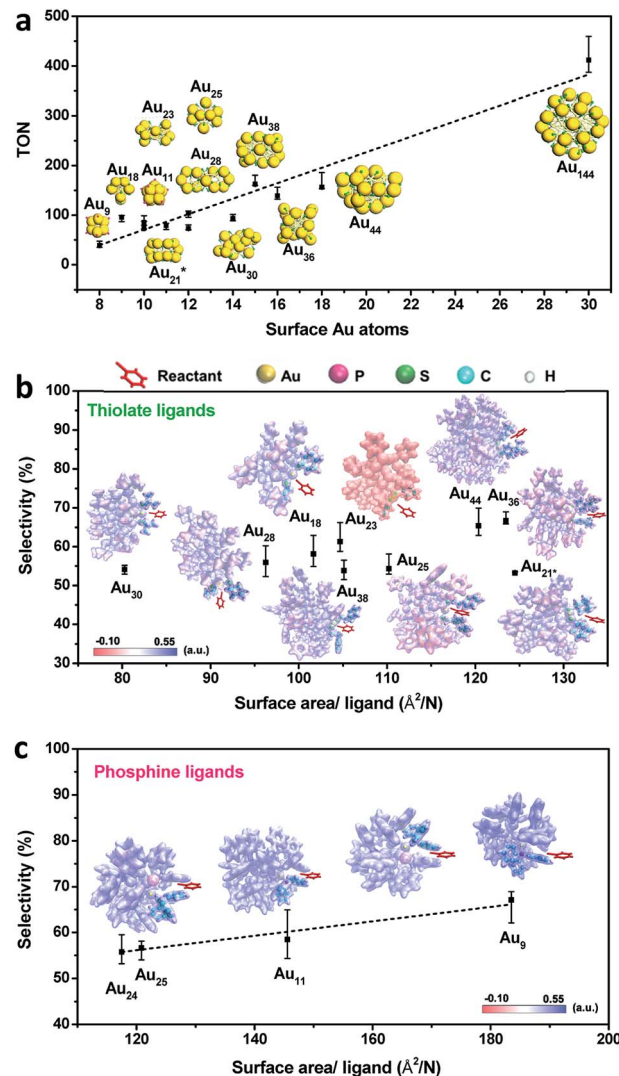 a
500
400
300
200
100
0
TON
Au25
Au23
Au38
Au18
Au11
Au28
Au9
Au144
Au44
Au21*
Au30
Au36
8 10 12 14 16 18 20 22 24 26 28 30
Surface Au atoms
Reactant Au P S C H
b
100
90
80
70
60
50
40
30
Selectivity (%)
Thiolate ligands
Au44 Au36
Au28
Au18
Au23
Au25
Au21*
Au30
Au38
-0.10 0.55 (a.u.)
80 90 100 110 120 130
Surface area/ ligand (Å²/N)
c
100
90
80
70
60
50
40
Selectivity (%)
Phosphine ligands
Au24
Au25
Au11
Au9
-0.10 0.55 (a.u.)
120 140 160 180 200
Surface area/ ligand (Å²/N)